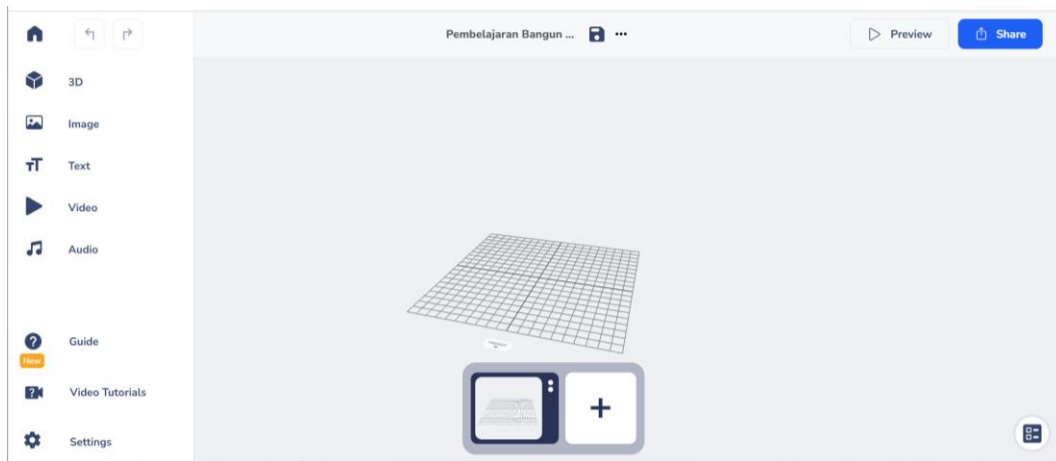 Pembelajaran Bangun ...
Preview
Share
3D
Image
Text
Video
Audio
Guide
New
Video Tutorials
Settings